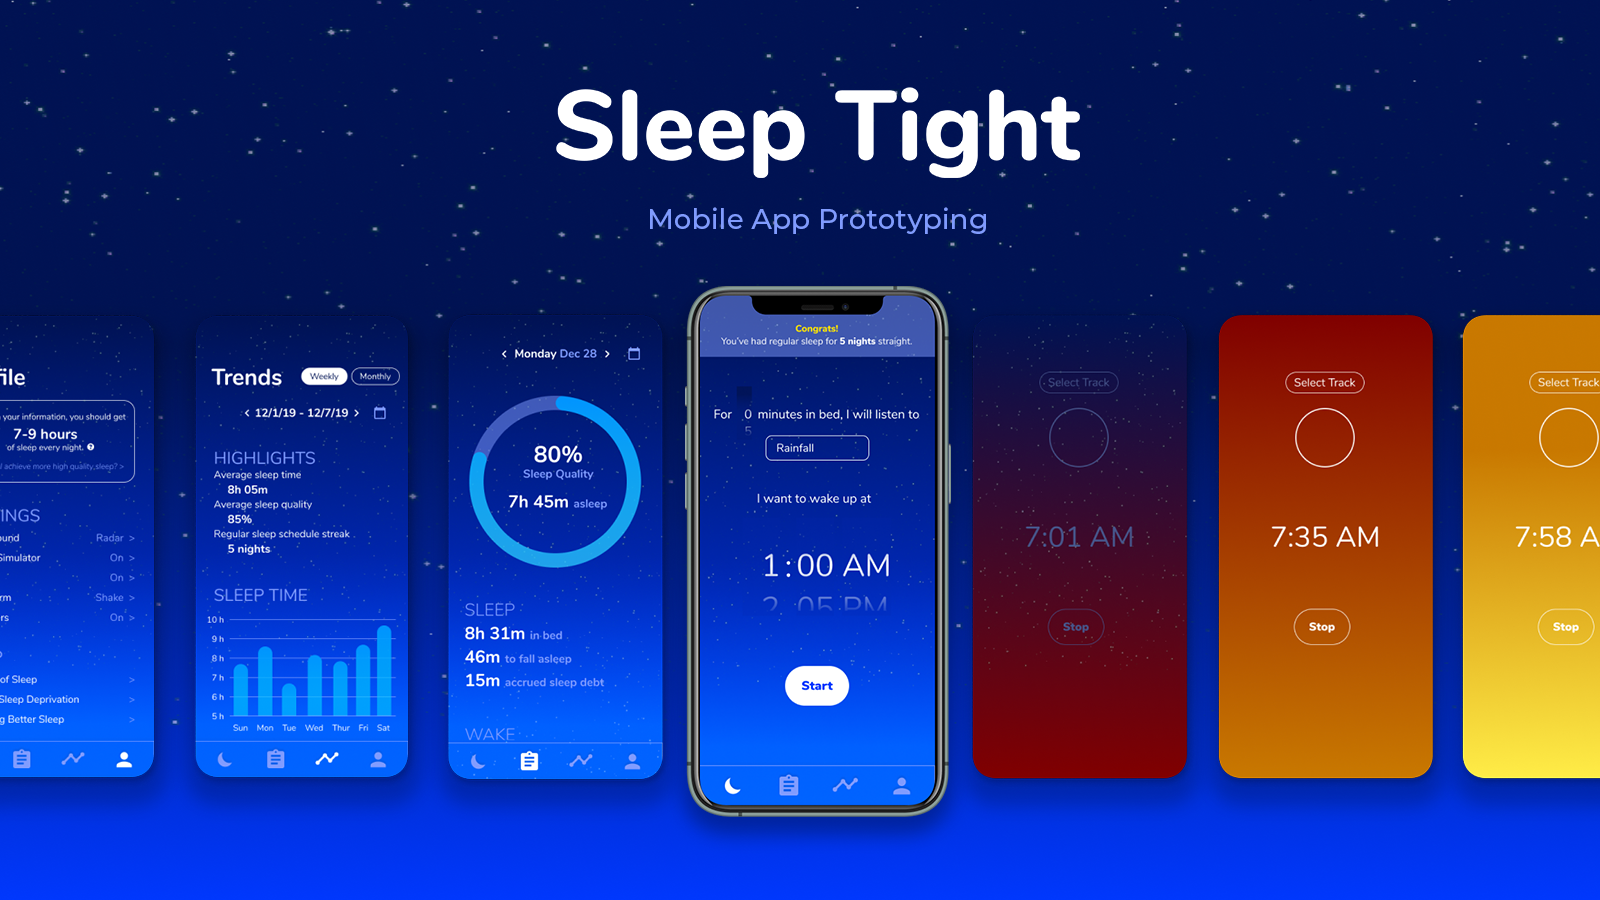 Sleep Tight
Mobile App Prototyping
file
your information, you should get
7-9 hours
of sleep every night.
achieve more high quality sleep? >
INGS
ound Radar >
Simulator On >
On >
rm Shake >
rs On >
of Sleep >
Sleep Deprivation >
g Better Sleep >
Trends Weekly Monthly
< 12/1/19 - 12/7/19 >
HIGHLIGHTS
Average sleep time
8h 05m
Average sleep quality
85%
Regular sleep schedule streak
5 nights
SLEEP TIME
10 h
9 h
8 h
7 h
6 h
5 h
Sun Mon Tue Wed Thur Fri Sat
< Monday Dec 28 >
80%
Sleep Quality
7h 45m asleep
SLEEP
8h 31m in bed
46m to fall asleep
15m accrued sleep debt
WAKE
Congrats!
You've had regular sleep for 5 nights straight.
For 0 minutes in bed, I will listen to
5
Rainfall
I want to wake up at
1:00 AM
2 05 PM
Start
Select Track
7:01 AM
Stop
Select Track
7:35 AM
Stop
Select Track
7:58 A
Stop